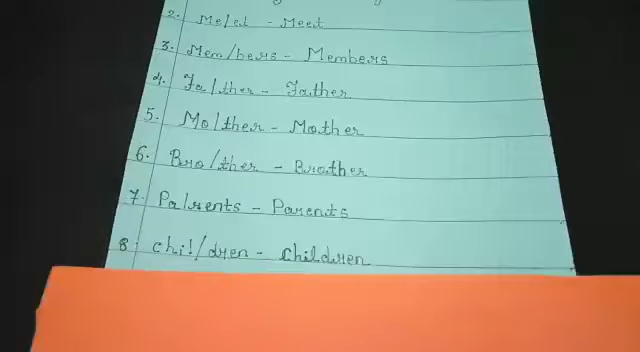 2. Me/et - Meet
3. Mem/bers - Members
4. Fa/ther - Father
5. Mo/ther - Mother
6. Bro/ther - Brother
7. Pa/rents - Parents
8. Chil/dren - Children